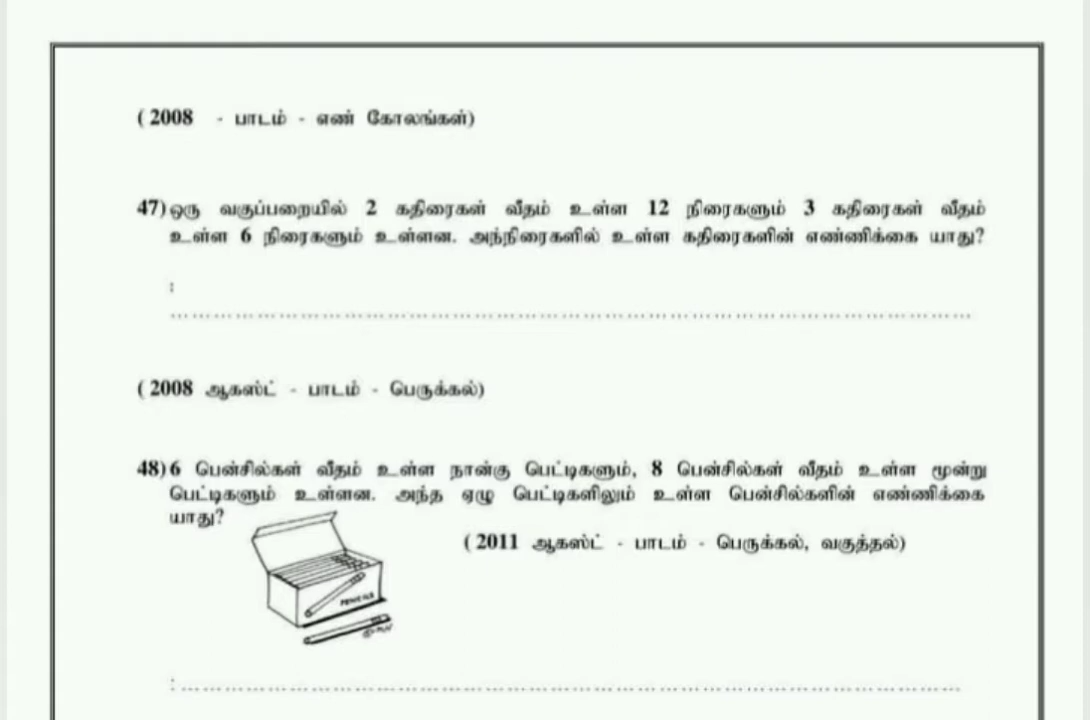 ( 2008 - பாடம் - எண் கோலங்கள்)
47) ஒரு வகுப்பறையில் 2 கதிரைகள் வீதம் உள்ள 12 நிரைகளும் 3 கதிரைகள் வீதம்
உள்ள 6 நிரைகளும் உள்ளன. அந்நிரைகளில் உள்ள கதிரைகளின் எண்ணிக்கை யாது?
:
( 2008 ஆகஸ்ட் - பாடம் - பெருக்கல்)
48) 6 பென்சில்கள் வீதம் உள்ள நான்கு பெட்டிகளும், 8 பென்சில்கள் வீதம் உள்ள மூன்று
பெட்டிகளும் உள்ளன. அந்த ஏழு பெட்டிகளிலும் உள்ள பென்சில்களின் எண்ணிக்கை
யாது?
( 2011 ஆகஸ்ட் - பாடம் - பெருக்கல், வகுத்தல்)
: